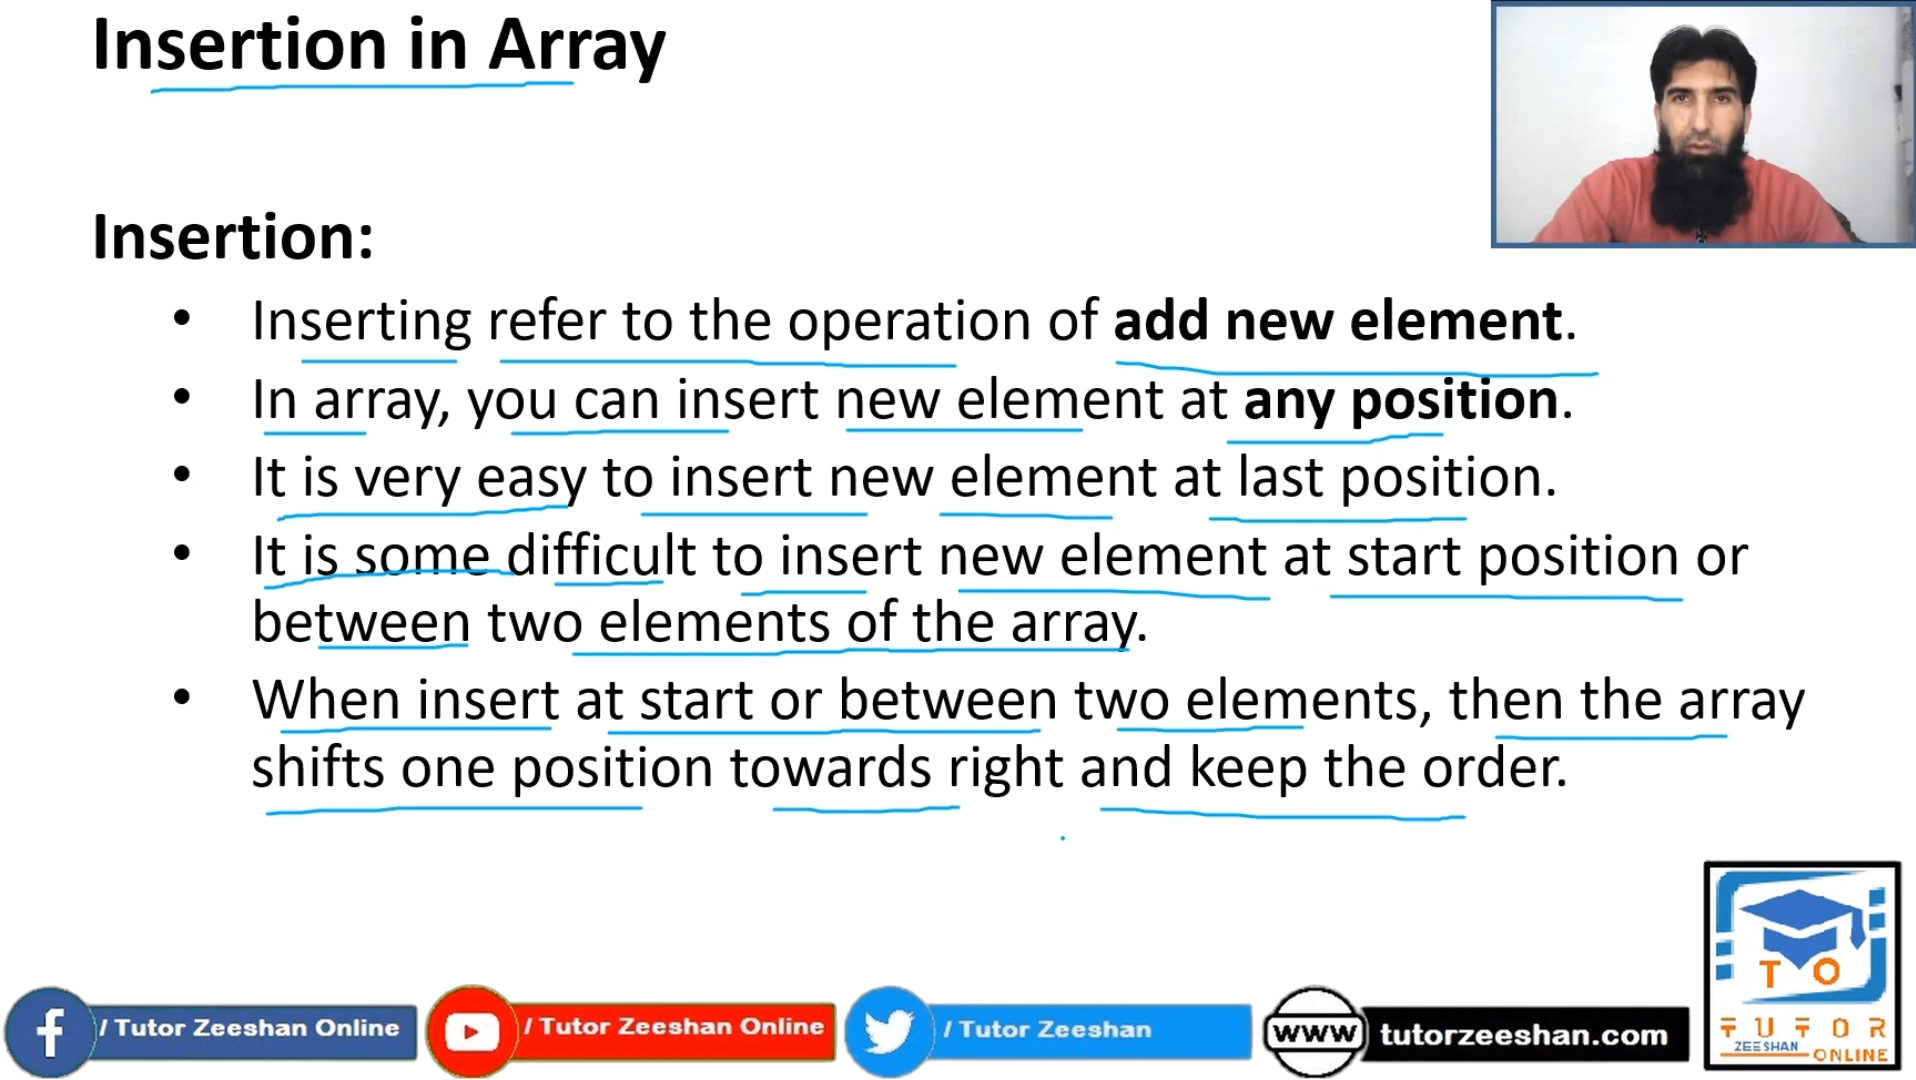 Insertion in Array
Insertion:
• Inserting refer to the operation of add new element.
• In array, you can insert new element at any position.
• It is very easy to insert new element at last position.
• It is some difficult to insert new element at start position or
between two elements of the array.
• When insert at start or between two elements, then the array
shifts one position towards right and keep the order.
T O
TUTOR
ZEESHAN ONLINE
f / Tutor Zeeshan Online
/ Tutor Zeeshan Online
/ Tutor Zeeshan
www tutorzeeshan.com